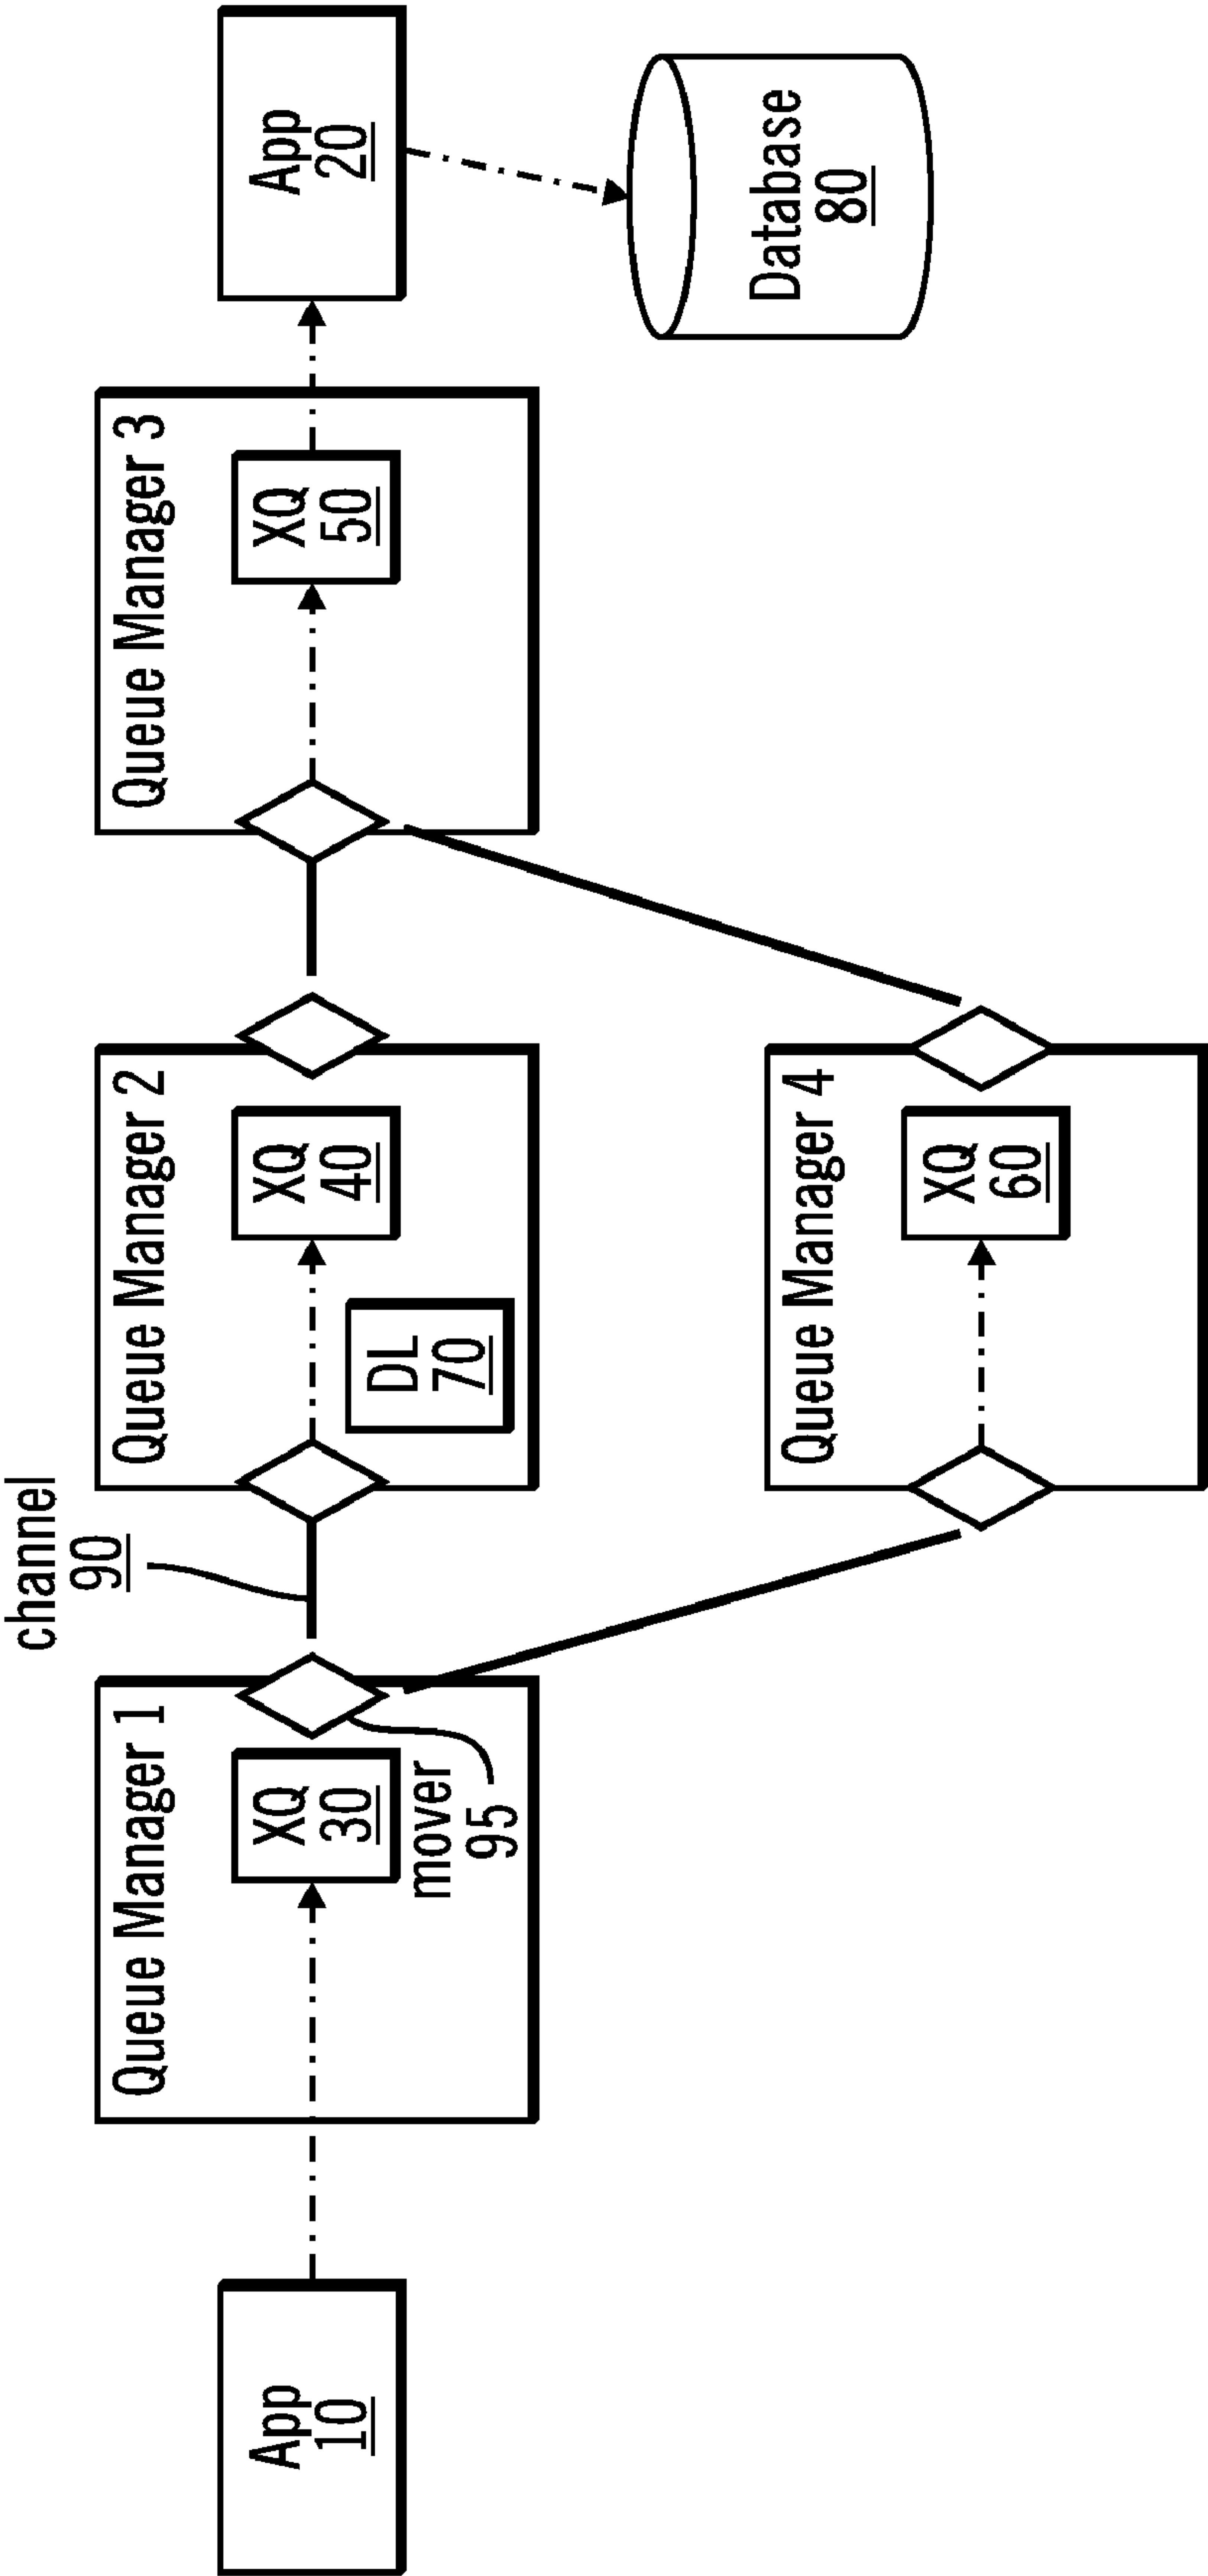 channel
90
Queue Manager 1
Queue Manager 2
Queue Manager 3
App
10
XQ
30
mover
95
XQ
40
DL
70
XQ
50
App
20
Queue Manager 4
XQ
60
Database
80